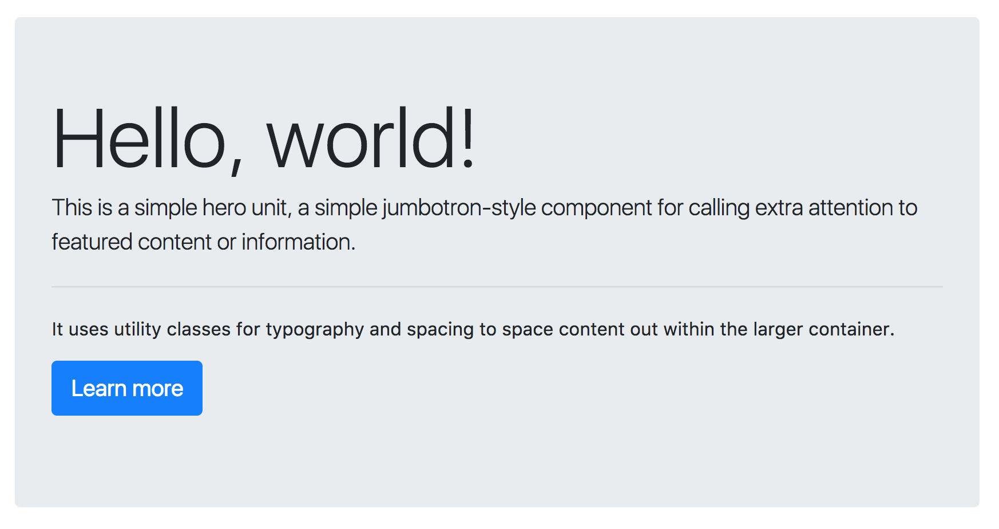 Hello, world!
This is a simple hero unit, a simple jumbotron-style component for calling extra attention to
featured content or information.
It uses utility classes for typography and spacing to space content out within the larger container.
Learn more